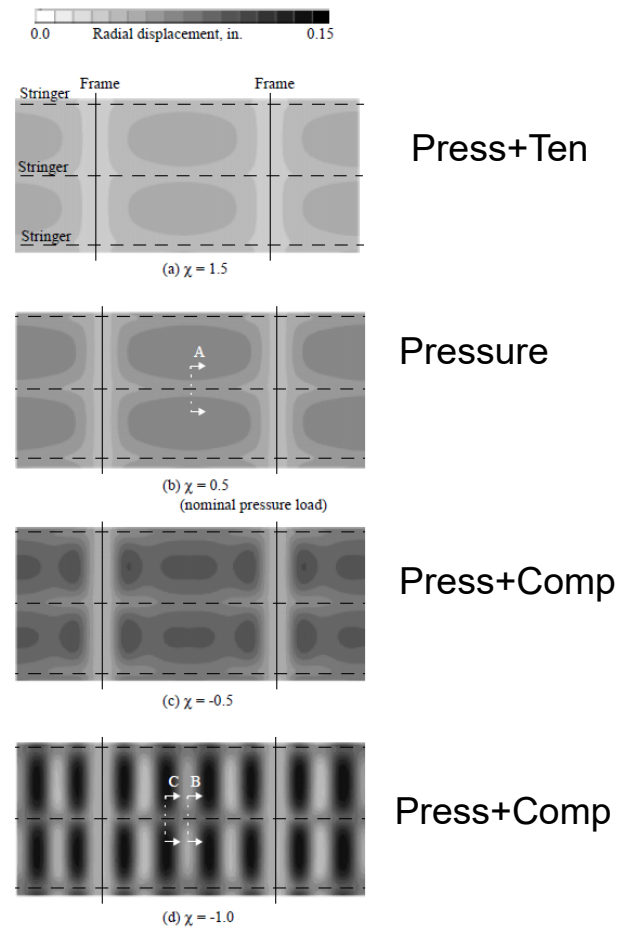 0.0 Radial displacement, in. 0.15
Frame Frame
Stringer
Stringer
Stringer
(a) χ = 1.5
Press+Ten
A
(b) χ = 0.5
(nominal pressure load)
Pressure
(c) χ = -0.5
Press+Comp
C B
(d) χ = -1.0
Press+Comp